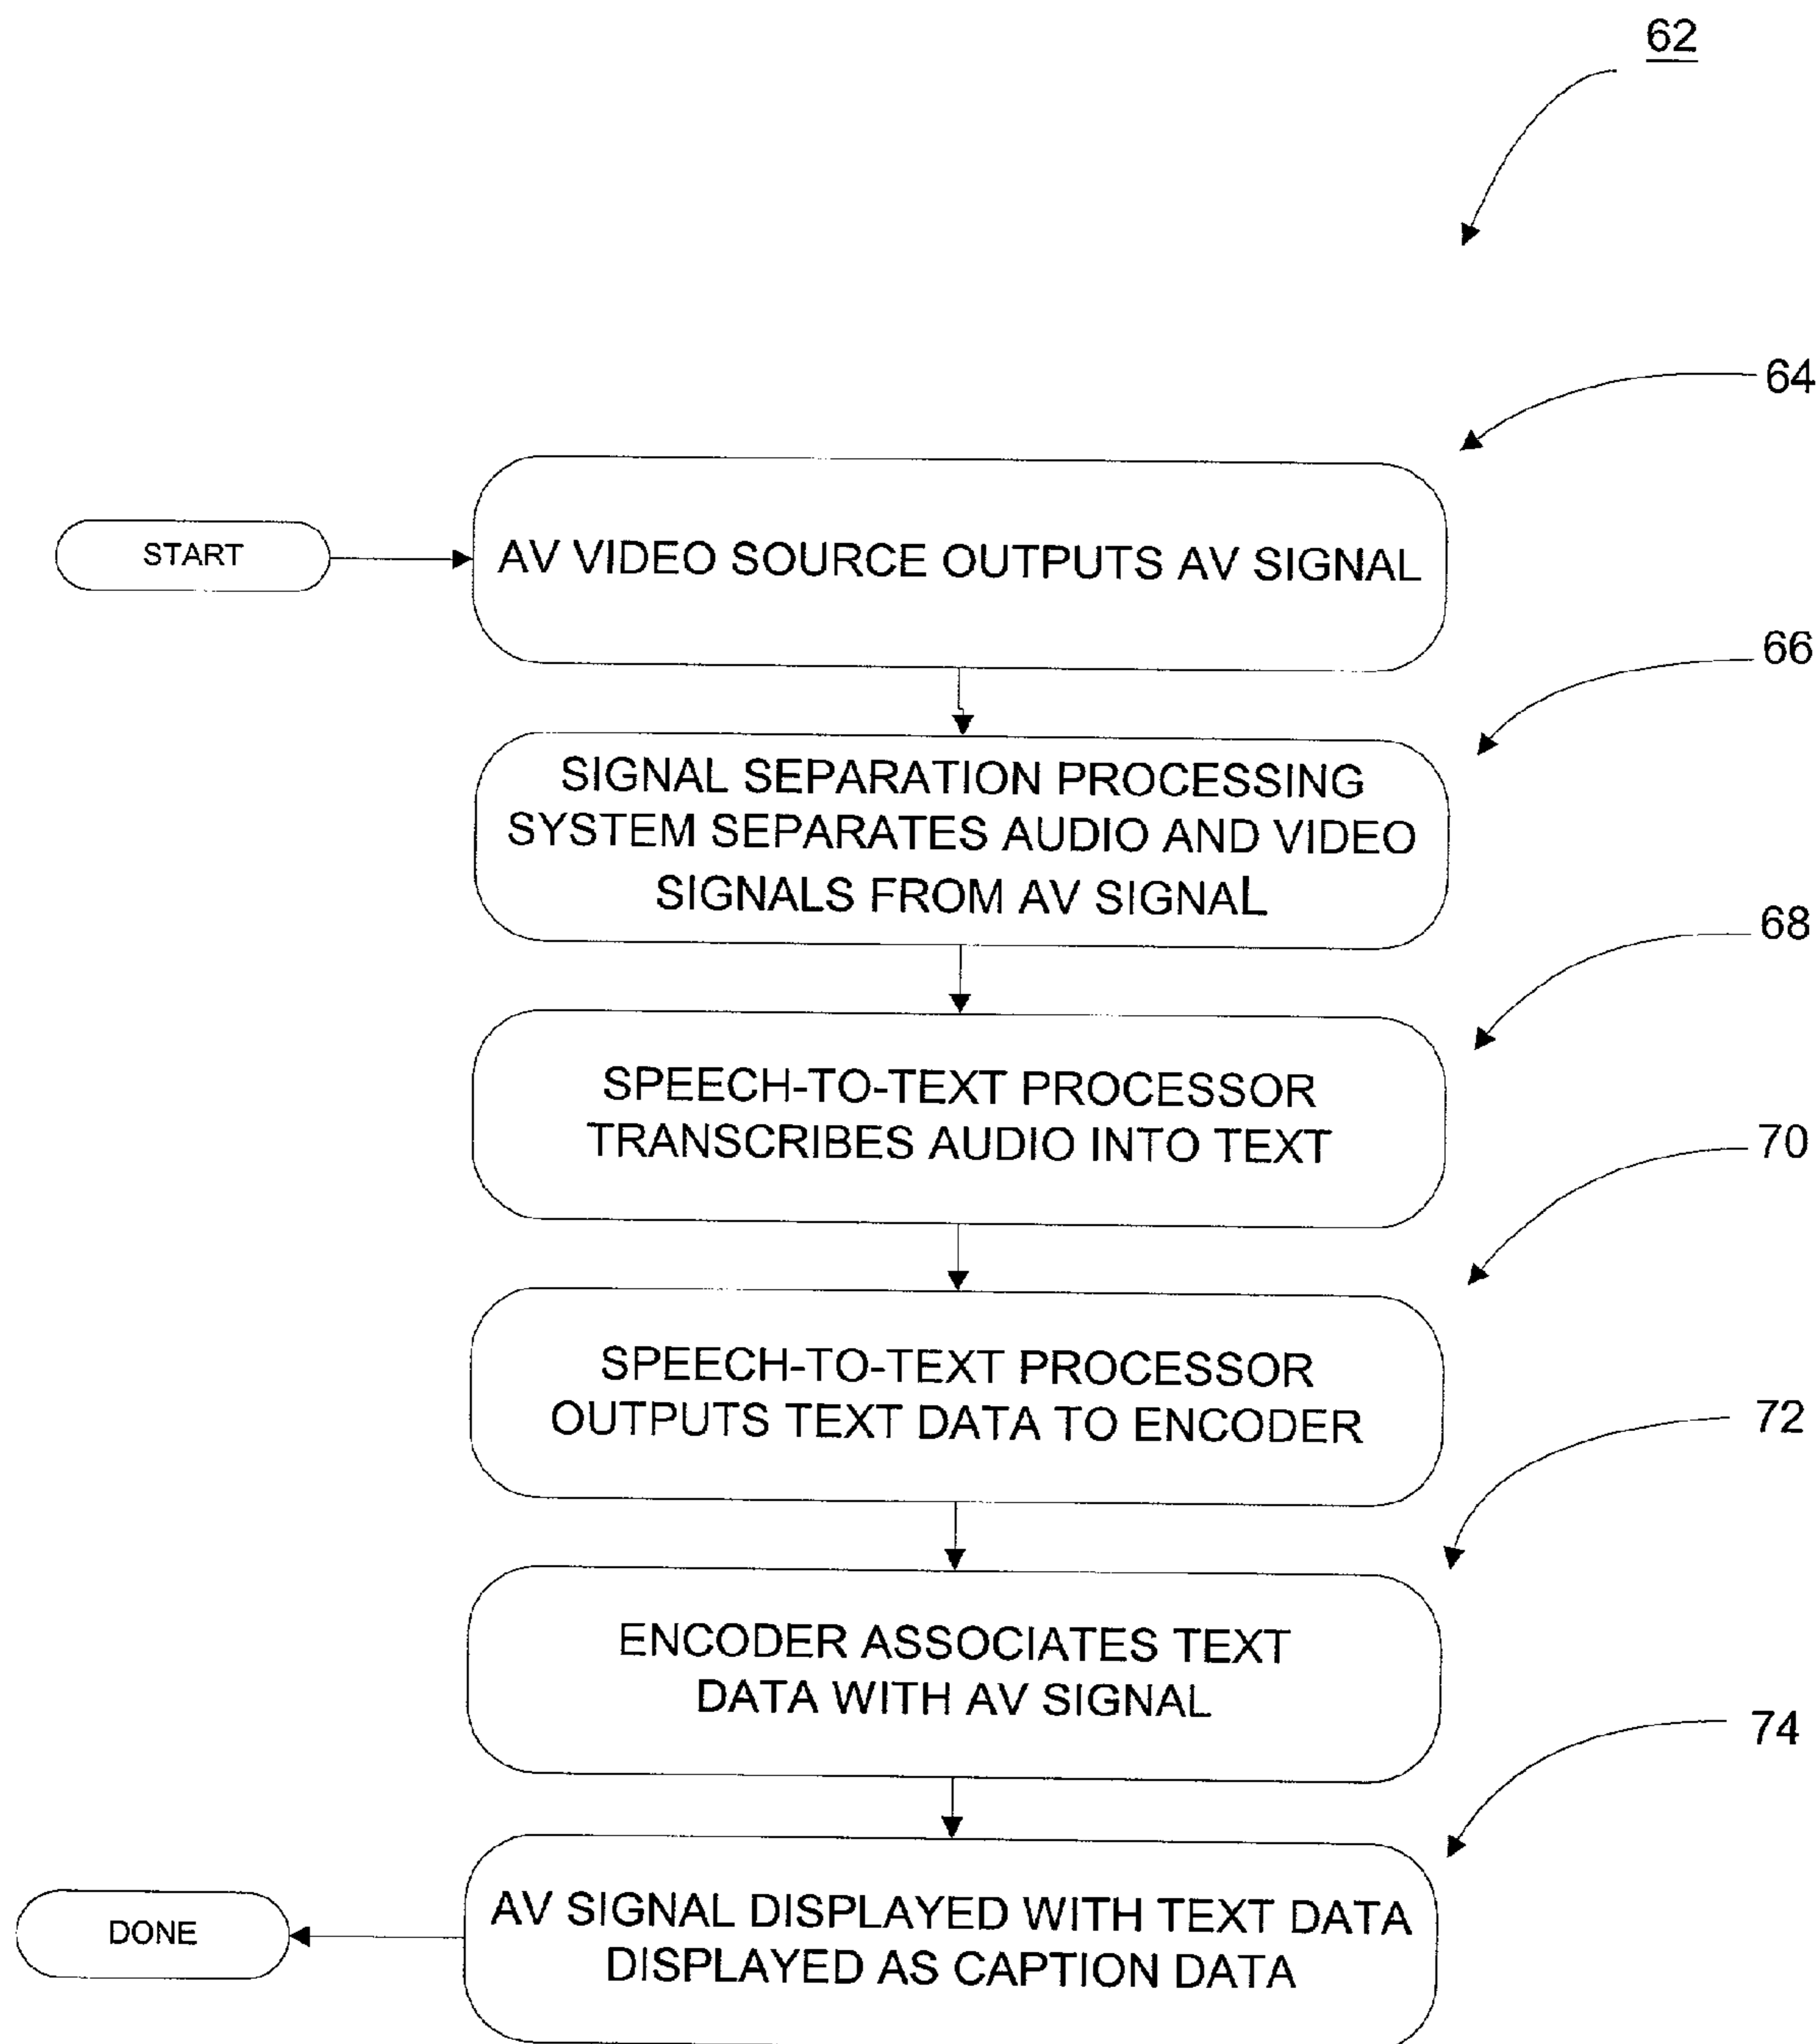 62
64
START
AV VIDEO SOURCE OUTPUTS AV SIGNAL
66
SIGNAL SEPARATION PROCESSING
SYSTEM SEPARATES AUDIO AND VIDEO
SIGNALS FROM AV SIGNAL
68
SPEECH-TO-TEXT PROCESSOR
TRANSCRIBES AUDIO INTO TEXT
70
SPEECH-TO-TEXT PROCESSOR
OUTPUTS TEXT DATA TO ENCODER
72
ENCODER ASSOCIATES TEXT
DATA WITH AV SIGNAL
74
AV SIGNAL DISPLAYED WITH TEXT DATA
DISPLAYED AS CAPTION DATA
DONE